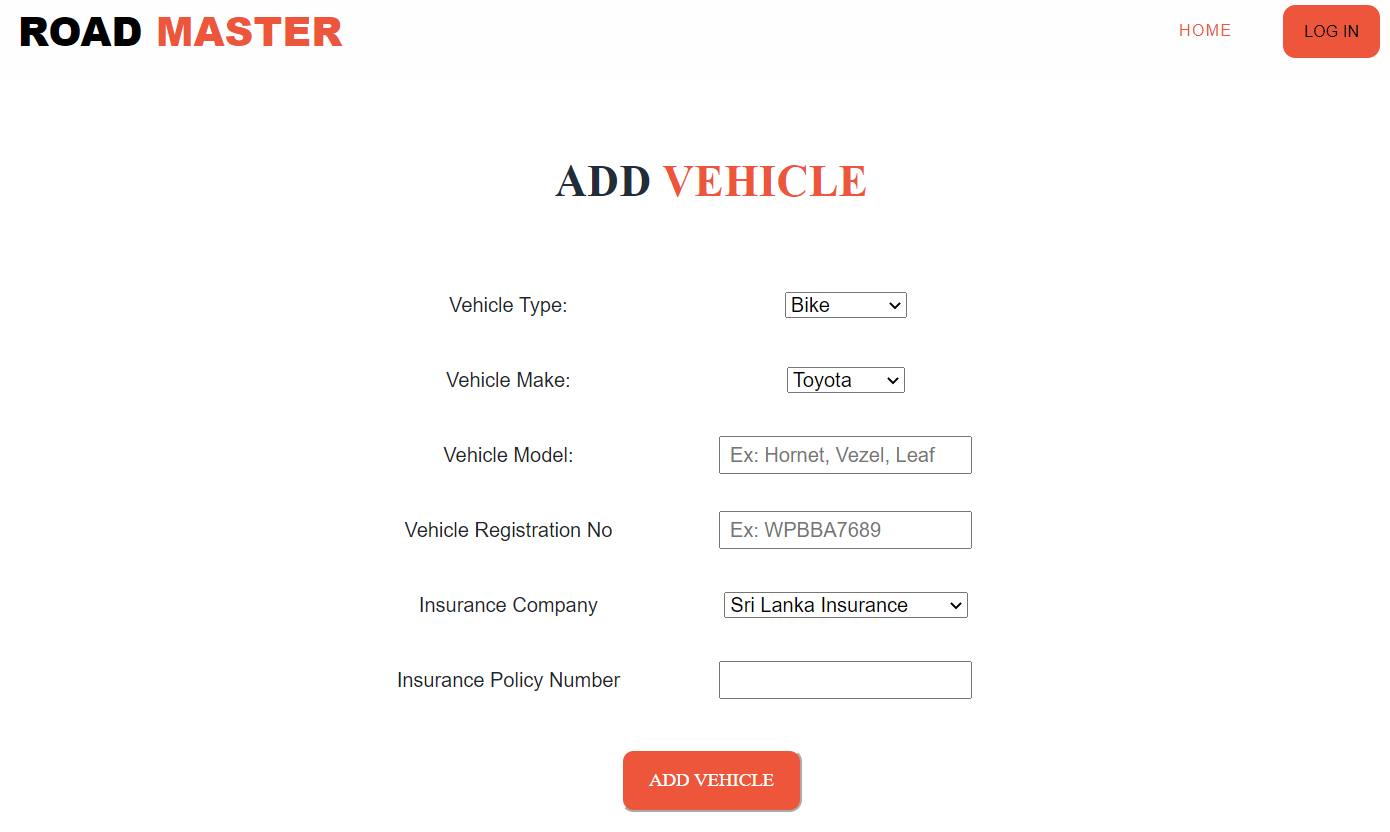 ROAD MASTER
HOME
LOG IN
ADD VEHICLE
Vehicle Type:
Bike
Vehicle Make:
Toyota
Vehicle Model:
Ex: Hornet, Vezel, Leaf
Vehicle Registration No
Ex: WPBBA7689
Insurance Company
Sri Lanka Insurance
Insurance Policy Number
ADD VEHICLE